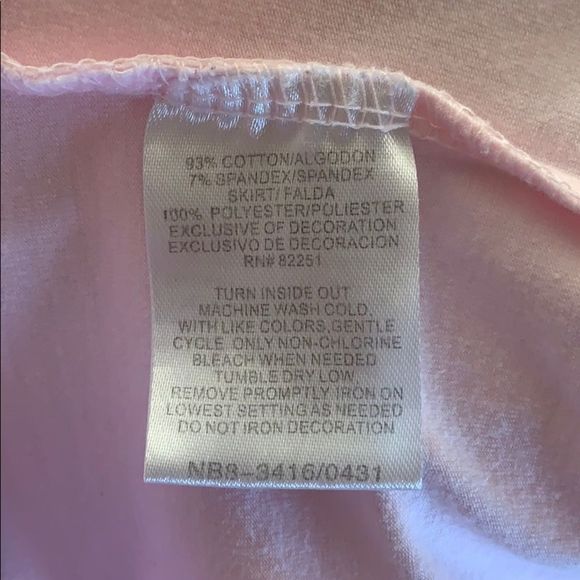 93% COTTON/ALGODON
7% SPANDEX/SPANDEX
SKIRT/ FALDA
100% POLYESTER/POLIESTER
EXCLUSIVE OF DECORATION
EXCLUSIVO DE DECORACION
RN# 82251
TURN INSIDE OUT
MACHINE WASH COLD,
WITH LIKE COLORS,GENTLE
CYCLE, ONLY NON-CHLORINE
BLEACH WHEN NEEDED
TUMBLE DRY LOW,
REMOVE PROMPTLY IRON ON
LOWEST SETTING AS NEEDED
DO NOT IRON DECORATION
NB8-3416/0431